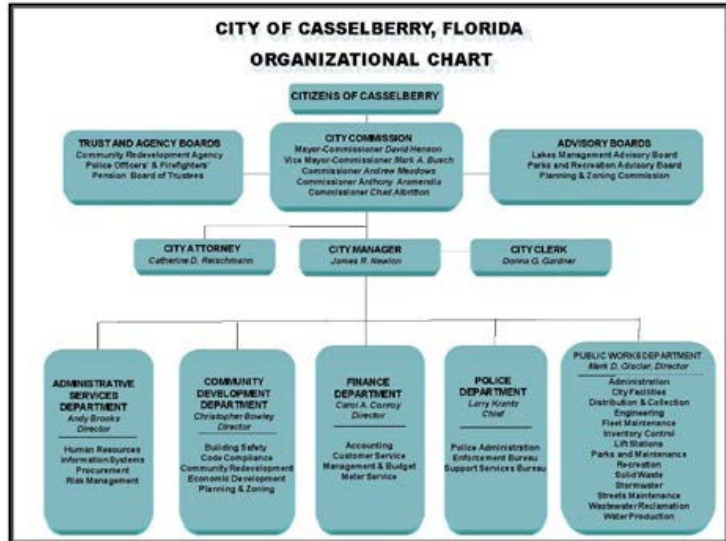 CITY OF CASSELBERRY, FLORIDA
ORGANIZATIONAL CHART
CITIZENS OF CASSELBERRY
TRUST AND AGENCY BOARDS
Community Redevelopment Agency
Police Officers' & Firefighters'
Pension Board of Trustees
CITY COMMISSION
Mayor-Commissioner David Henson
Vice Mayor-Commissioner Mark A. Busch
Commissioner Andrew Meadows
Commissioner Anthony Aramendia
Commissioner Chad Albritton
ADVISORY BOARDS
Lakes Management Advisory Board
Parks and Recreation Advisory Board
Planning & Zoning Commission
CITY ATTORNEY
Catherine D. Reischmann
CITY MANAGER
James R. Newlon
CITY CLERK
Donna G. Gardner
ADMINISTRATIVE
SERVICES
DEPARTMENT
Andy Brooks
Director
Human Resources
Information Systems
Procurement
Risk Management
COMMUNITY
DEVELOPMENT
DEPARTMENT
Christopher Bowley
Director
Building Safety
Code Compliance
Community Redevelopment
Economic Development
Planning & Zoning
FINANCE
DEPARTMENT
Carol A. Conroy
Director
Accounting
Customer Service
Management & Budget
Meter Service
POLICE
DEPARTMENT
Larry Krantz
Chief
Police Administration
Enforcement Bureau
Support Services Bureau
PUBLIC WORKS DEPARTMENT
Mark D. Gisclar, Director
Administration
City Facilities
Distribution & Collection
Engineering
Fleet Maintenance
Inventory Control
Lift Stations
Parks and Maintenance
Recreation
Solid Waste
Stormwater
Streets Maintenance
Wastewater Reclamation
Water Production